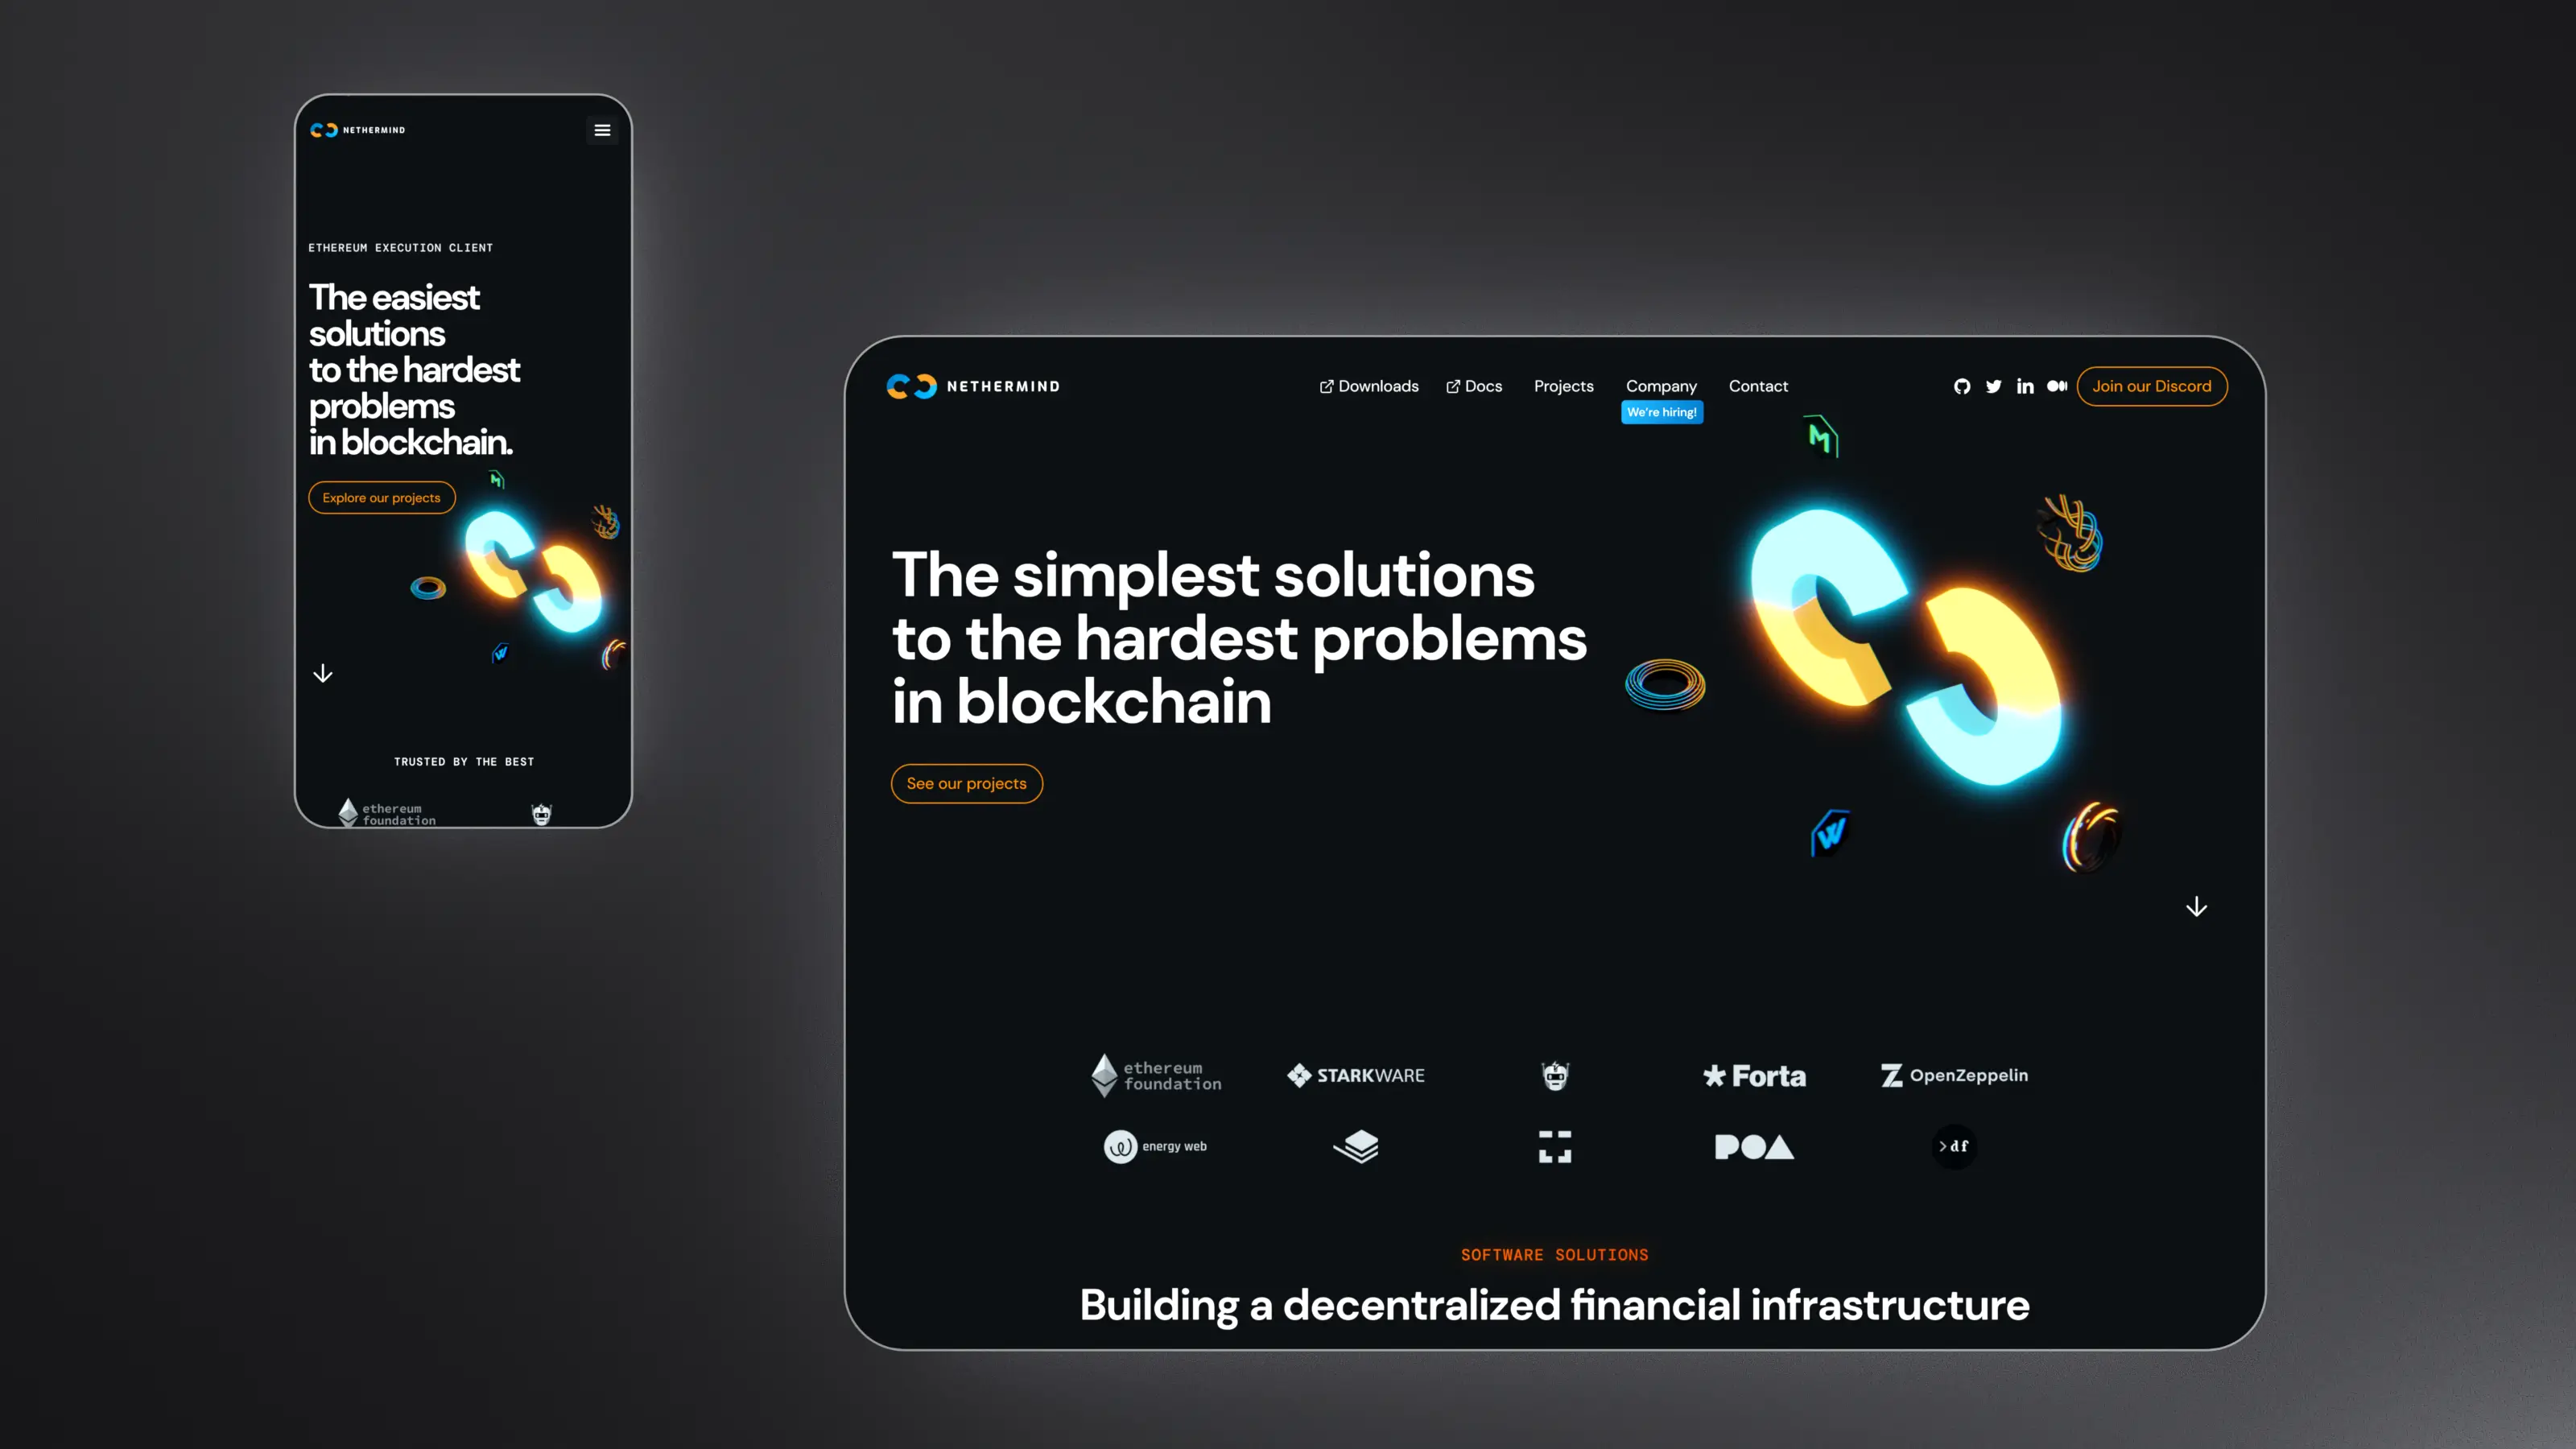 NETHERMIND
ETHEREUM EXECUTION CLIENT
The easiest
solutions
to the hardest
problems
in blockchain.
Explore our projects
M
W
TRUSTED BY THE BEST
ethereum
foundation
NETHERMIND
Downloads
Docs
Projects
Company
Contact
in
Join our Discord
We're hiring!
M
The simplest solutions
to the hardest problems
in blockchain
See our projects
W
ethereum
foundation
STARKWARE
Forta
OpenZeppelin
energy web
POA
>df
SOFTWARE SOLUTIONS
Building a decentralized financial infrastructure